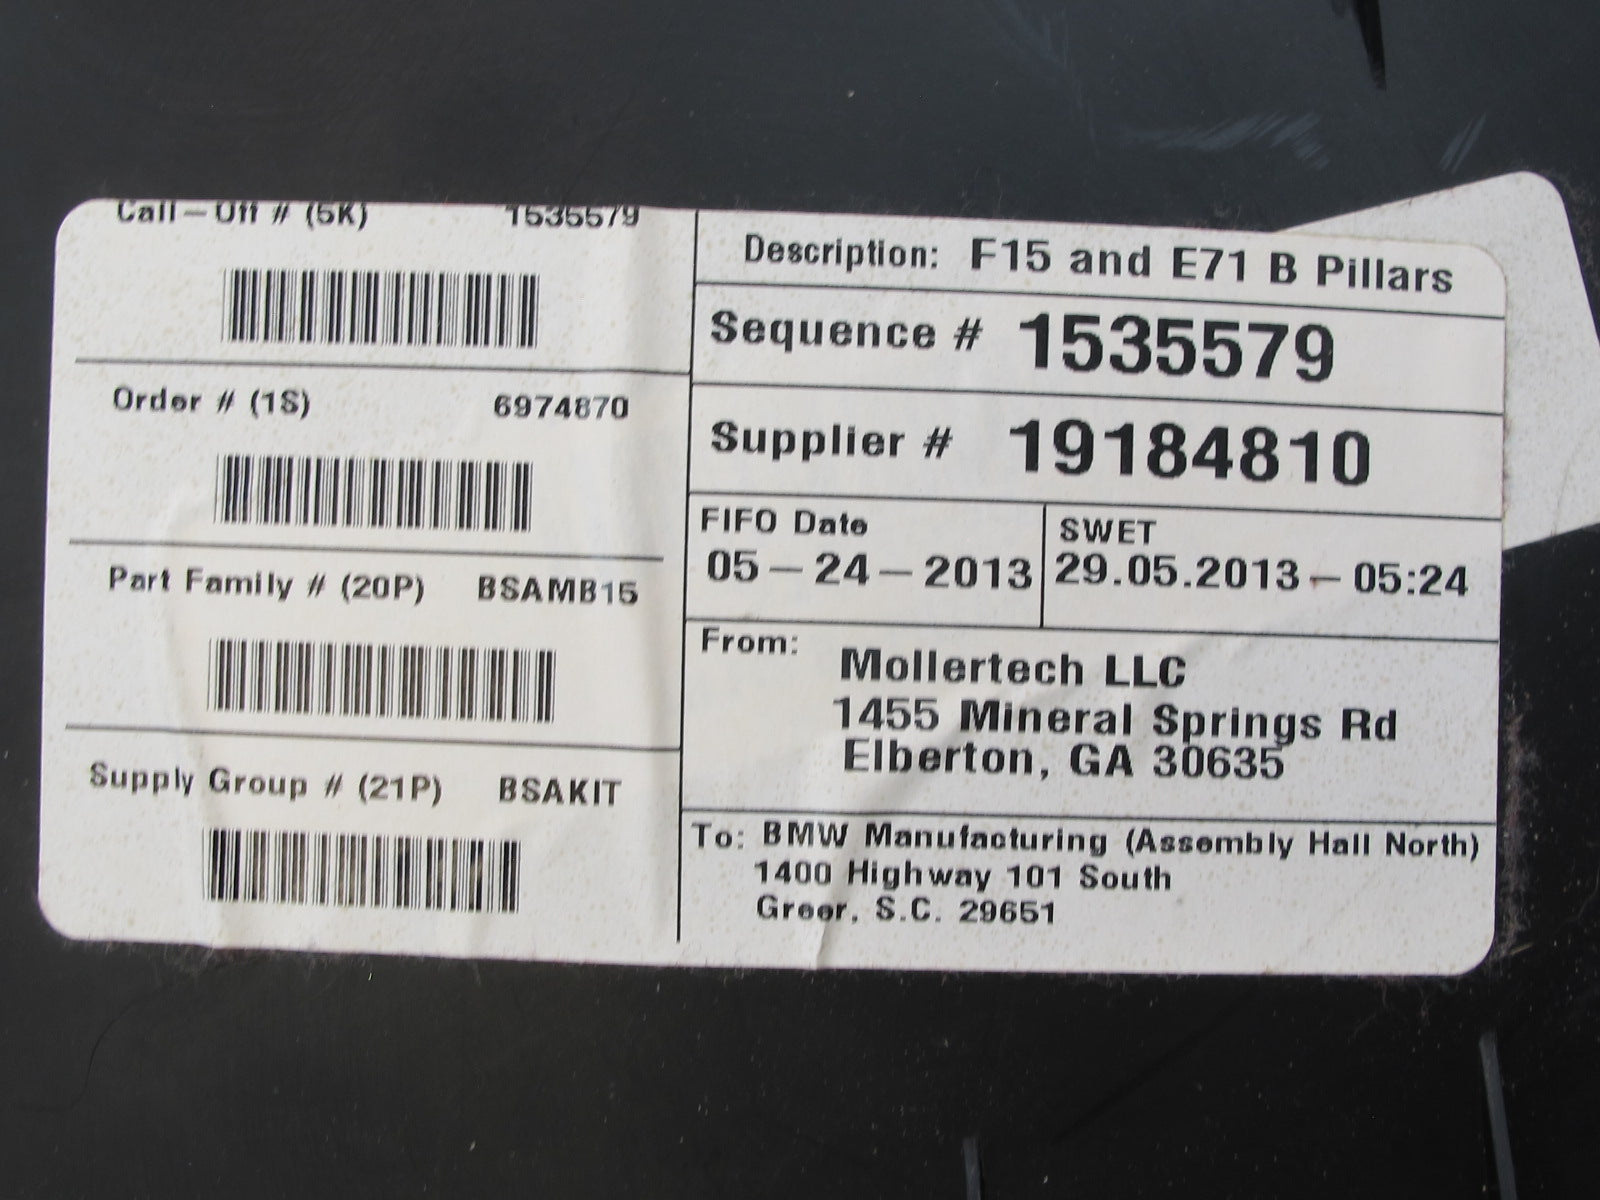 Call-Off # (5K) 1535579
Order # (1S) 6974870
Part Family # (20P) BSAMB15
Supply Group # (21P) BSAKIT
Description: F15 and E71 B Pillars
Sequence # 1535579
Supplier # 19184810
FIFO Date
05-24-2013
SWET
29.05.2013-05:24
From: Mollertech LLC
1455 Mineral Springs Rd
Elberton, GA 30635
To: BMW Manufacturing (Assembly Hall North)
1400 Highway 101 South
Greer, S.C. 29651